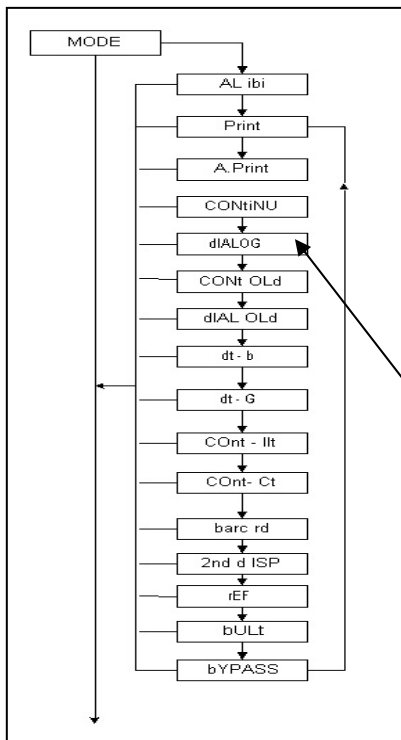 MODE
AL ibi
Print
A.Print
CONtiNU
dIALOG
CONt OLd
dIAL OLd
dt - b
dt - G
COnt - IIt
COnt- Ct
barc rd
2nd d ISP
rEF
bULt
bYPASS